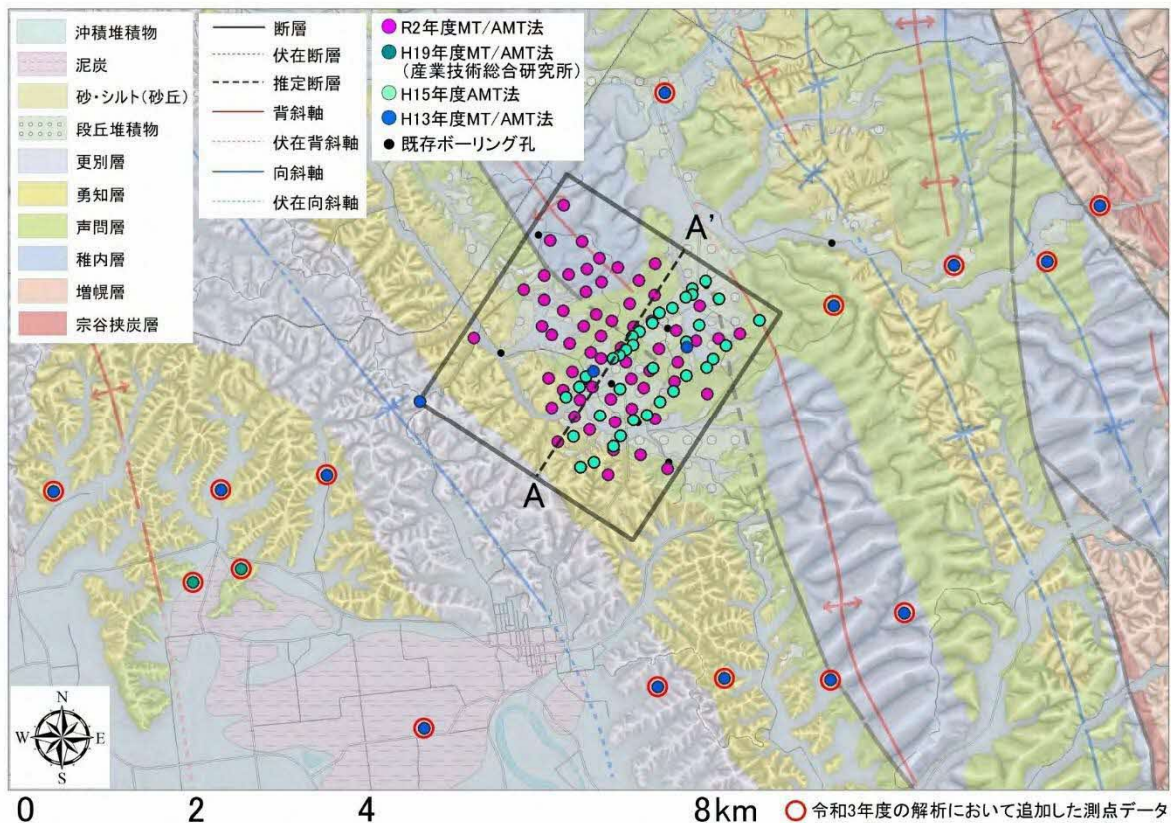 沖積堆積物
泥炭
砂・シルト(砂丘)
段丘堆積物
更別層
勇知層
声問層
稚内層
増幌層
宗谷挟炭層
断層
伏在断層
推定断層
背斜軸
伏在背斜軸
向斜軸
伏在向斜軸
R2年度MT/AMT法
H19年度MT/AMT法
(産業技術総合研究所)
H15年度AMT法
H13年度MT/AMT法
既存ボーリング孔
A'
A
N
W E
S
0 2 4 8km
令和3年度の解析において追加した測点データ